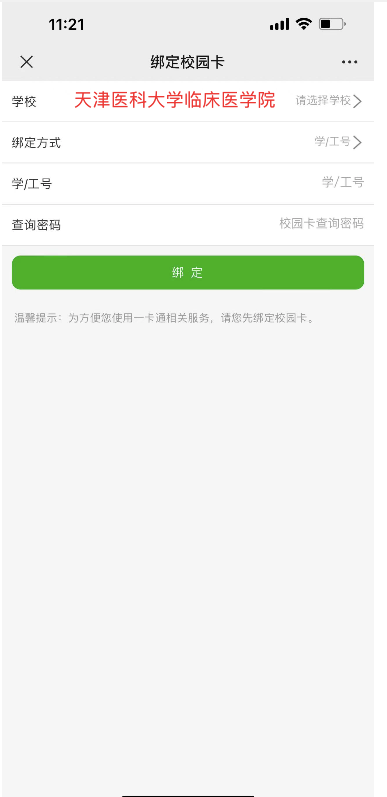 11:21
绑定校园卡
学校 天津医科大学临床医学院 请选择学校
绑定方式 学/工号
学/工号 学/工号
查询密码 校园卡查询密码
绑 定
温馨提示：为方便您使用一卡通相关服务，请您先绑定校园卡。